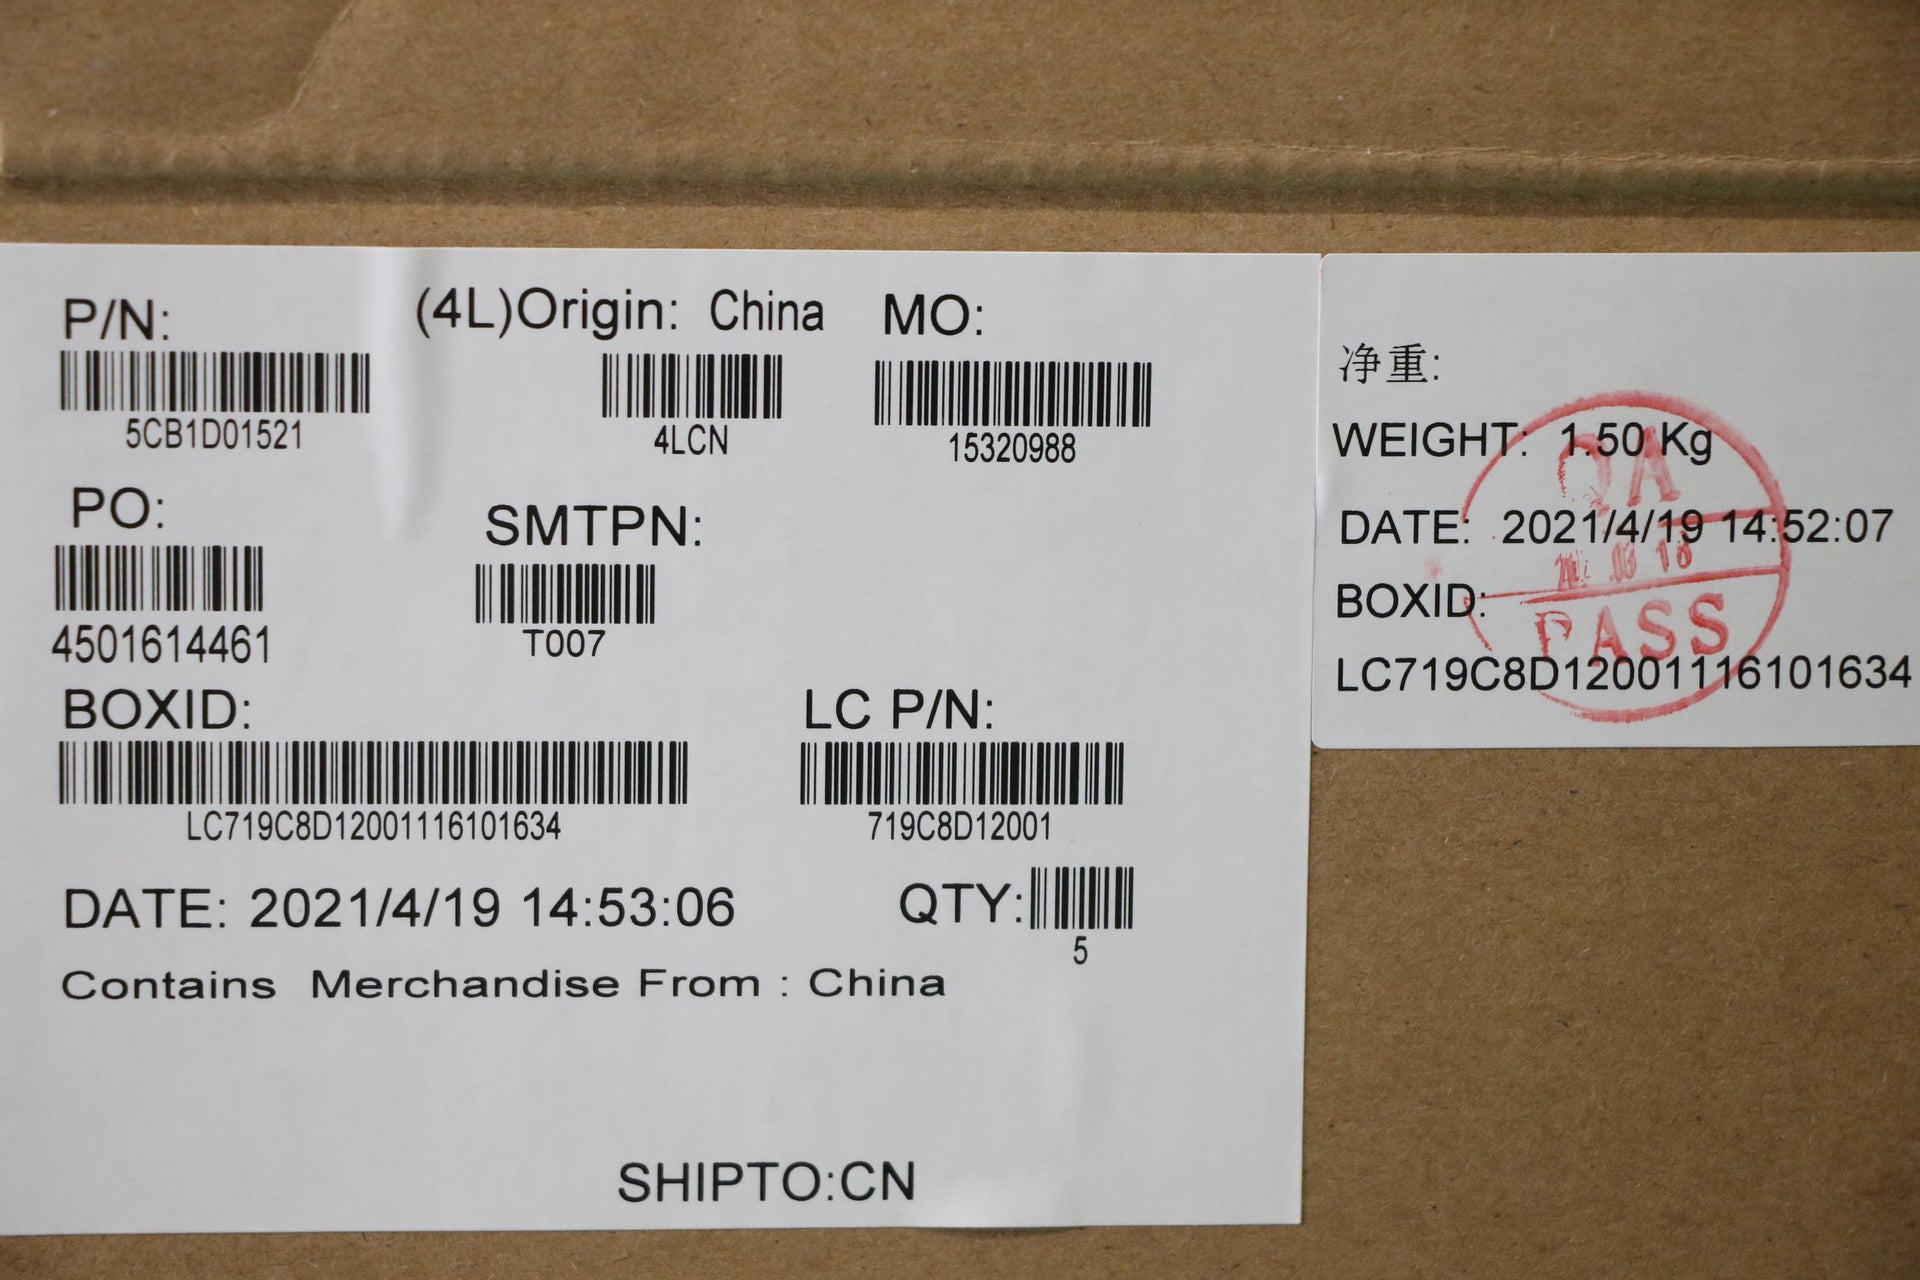 P/N:
(4L)Origin: China
MO:
5CB1D01521
4LCN
15320988
PO:
SMTPN:
4501614461
T007
BOXID:
LC P/N:
LC719C8D12001116101634
719C8D12001
DATE: 2021/4/19 14:53:06
QTY:
5
Contains Merchandise From : China
SHIPTO:CN
净重:
WEIGHT: 1.50 Kg
DATE: 2021/4/19 14:52:07
BOXID:
LC719C8D12001116101634
QA
PASS